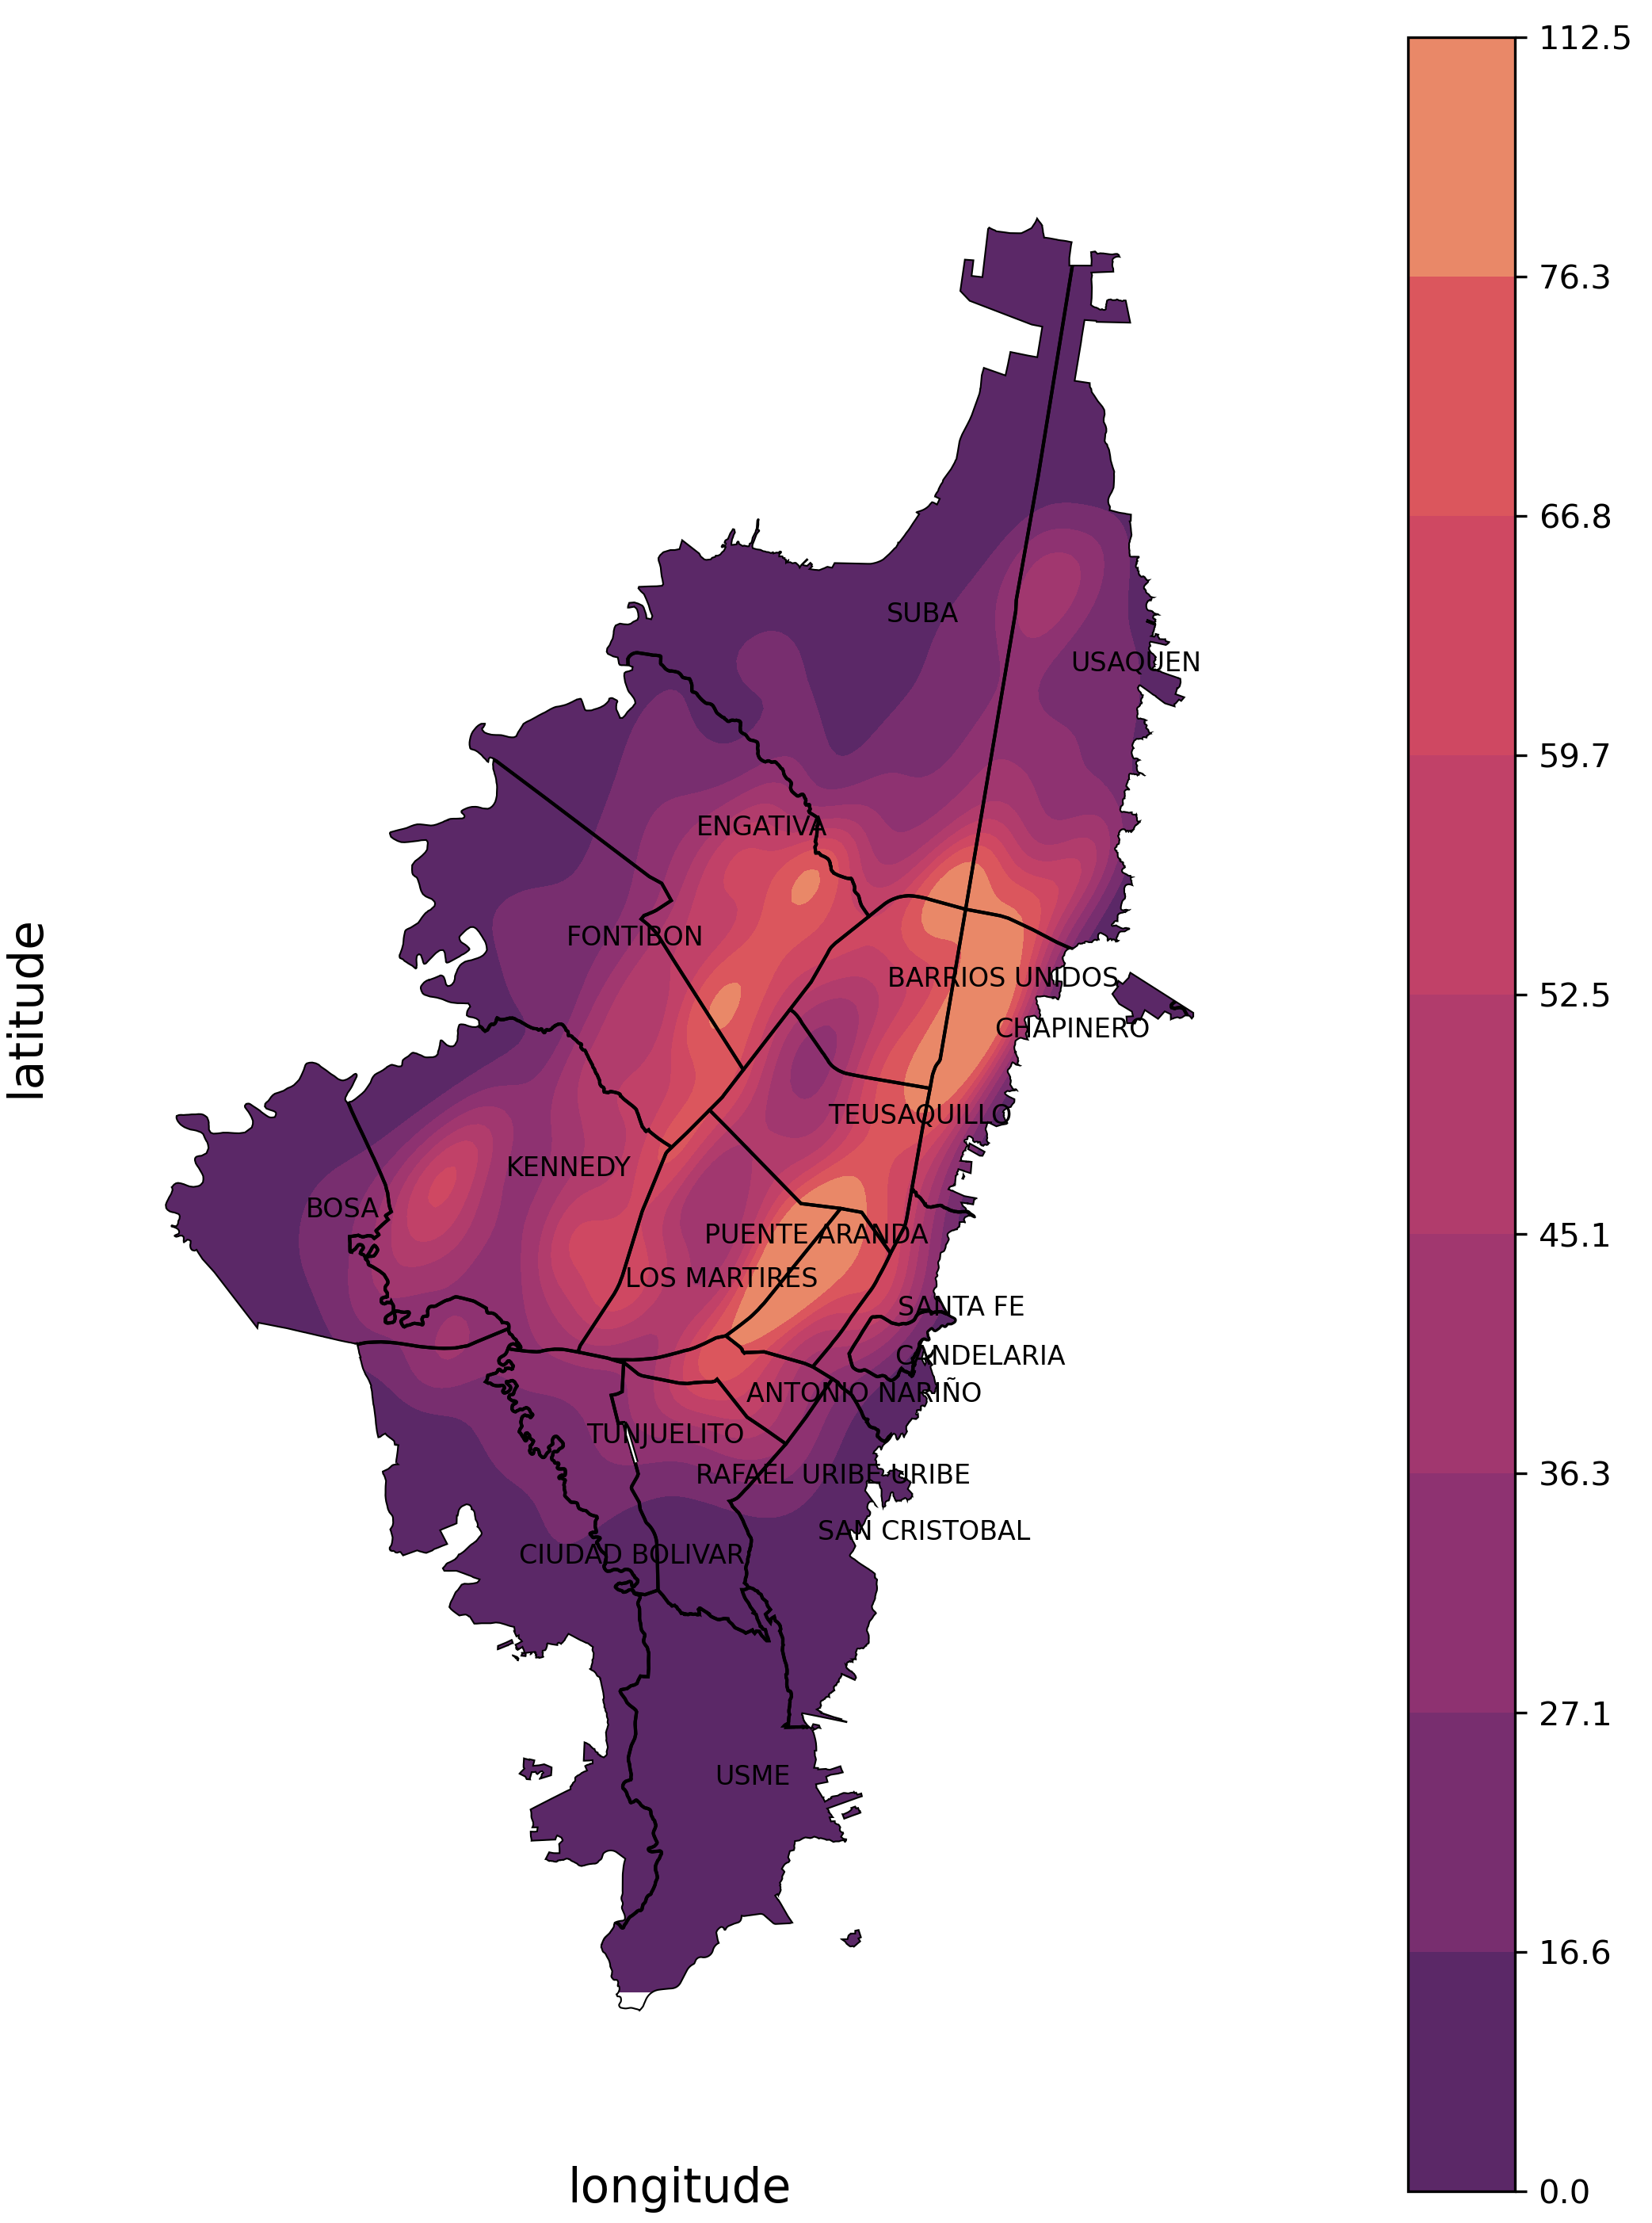 112.5
76.3
66.8
59.7
52.5
45.1
36.3
27.1
16.6
0.0
SUBA
USAQUEN
ENGATIVA
FONTIBON
BARRIOS UNIDOS
CHAPINERO
TEUSAQUILLO
KENNEDY
BOSA
PUENTE ARANDA
LOS MARTIRES
SANTA FE
CANDELARIA
ANTONIO NARIÑO
TUNJUELITO
RAFAEL URIBE URIBE
SAN CRISTOBAL
CIUDAD BOLIVAR
USME
latitude
longitude